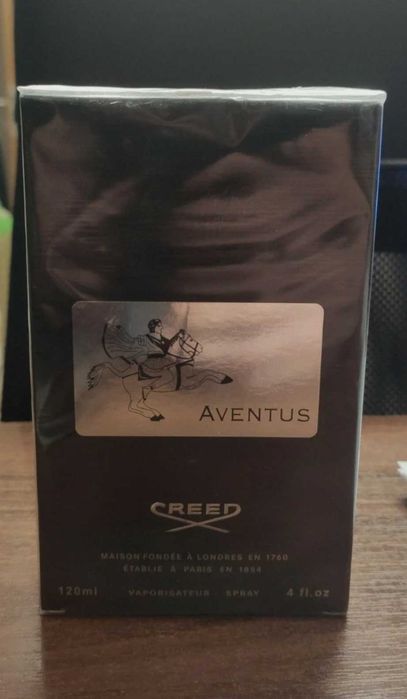 AVENTUS
CREED
MAISON FONDÉE À LONDRES EN 1760
ÉTABLIE À PARIS EN 1854
120ml VAPORISATEUR - SPRAY 4 fl.oz